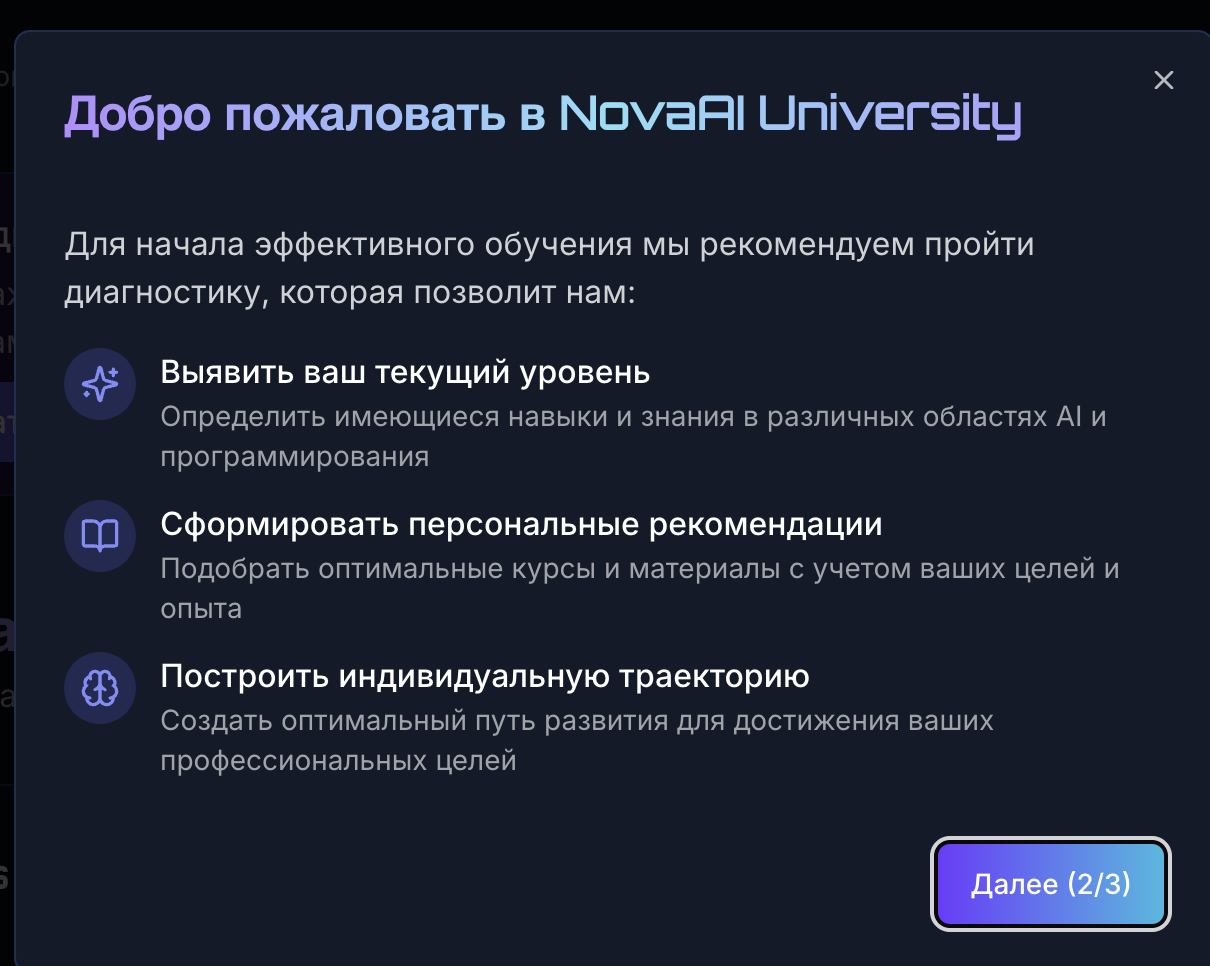 Добро пожаловать в NovaAI University
Для начала эффективного обучения мы рекомендуем пройти
диагностику, которая позволит нам:
Выявить ваш текущий уровень
Определить имеющиеся навыки и знания в различных областях AI и
программирования
Сформировать персональные рекомендации
Подобрать оптимальные курсы и материалы с учетом ваших целей и
опыта
Построить индивидуальную траекторию
Создать оптимальный путь развития для достижения ваших
профессиональных целей
Далее (2/3)